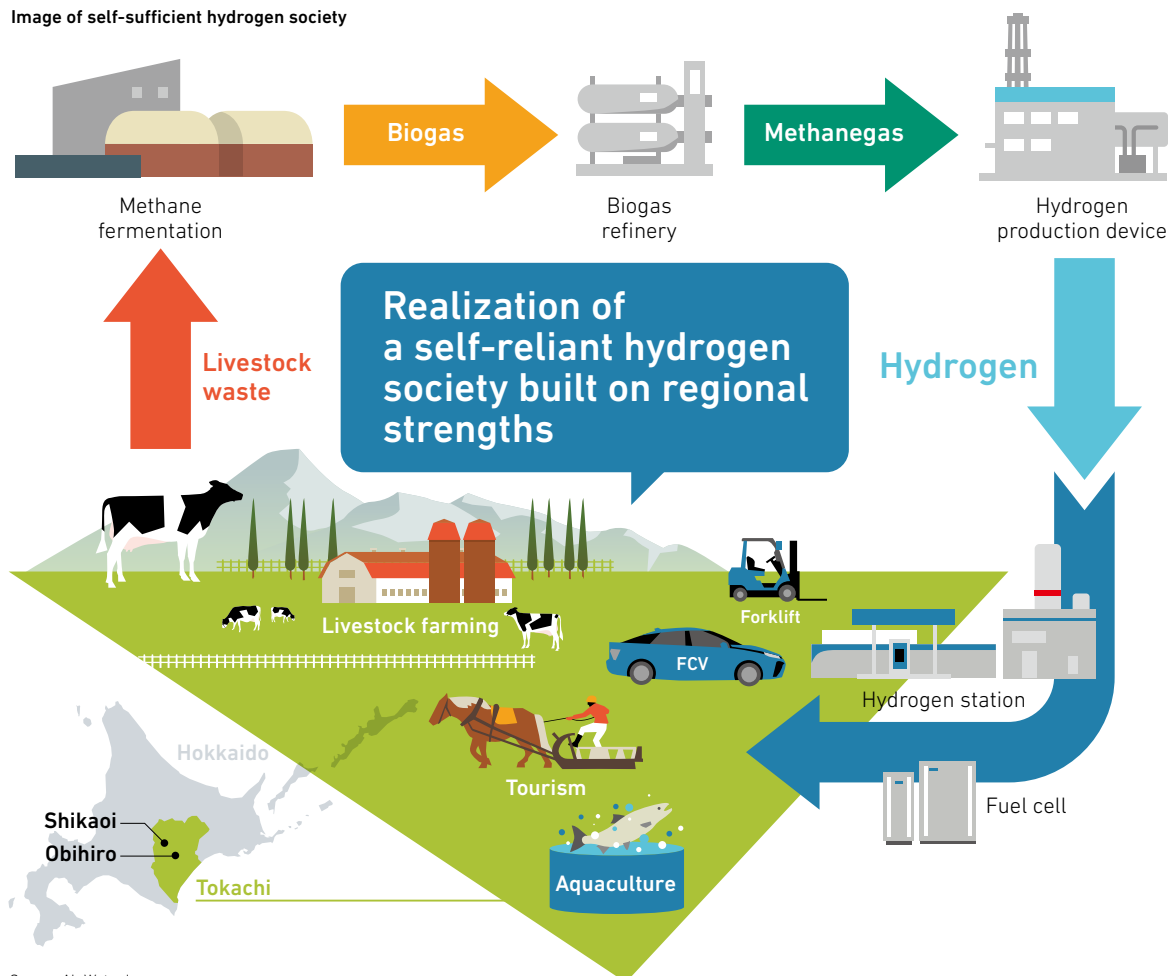 Image of self-sufficient hydrogen society
Biogas
Methanegas
Methane
fermentation
Biogas
refinery
Hydrogen
production device
Realization of
a self-reliant hydrogen
society built on regional
strengths
Livestock
waste
Hydrogen
Livestock farming
Forklift
FCV
Hydrogen station
Tourism
Fuel cell
Aquaculture
Hokkaido
Shikaoi
Obihiro
Tokachi